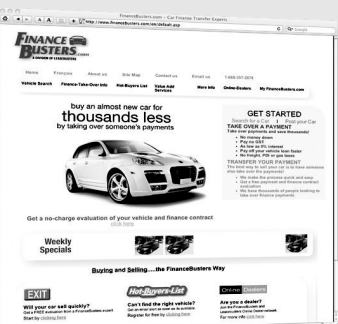 FinanceBusters.com - Car Finance Transfer Experts
http://www.financebusters.com/en/default.asp
Google
FINANCE
BUSTERS.com
A DIVISION OF LEASEBUSTERS
Home Français About us Site Map Contact us Email us 1-888-357-2678
Vehicle Search Finance-Take-Over Info Hot-Buyers List Value Add Services More Info Online-Dealers My FinanceBusters.com
buy an almost new car for
thousands less
by taking over someone's payments
GET STARTED
Search for a Car | Post your Car
TAKE OVER A PAYMENT
Take over payments and save thousands!
No money down
Pay no GST
As low as 0% interest
Pay off your vehicle loan faster
No freight, PDI or gas taxes
TRANSFER YOUR PAYMENT
The best way to sell your car is to have someone
else take over the payments!
We make the process quick and easy
Get a free payment and finance contract
evaluation
We have thousands of people looking to
take over finance payments
Get a no-charge evaluation of your vehicle and finance contract
click here
Weekly
Specials
Buying and Selling....the FinanceBusters Way
EXIT
Will your car sell quickly?
Get a FREE evaluation from a FinanceBusters expert
Start by clicking here
Hot-Buyers-List
Can't find the right vehicle?
Get an email alert as soon as its available
Register for free by clicking here
Online Dealers
Are you a dealer?
Join the FinanceBusters and
LeaseBusters Online Dealer network
For more info click here